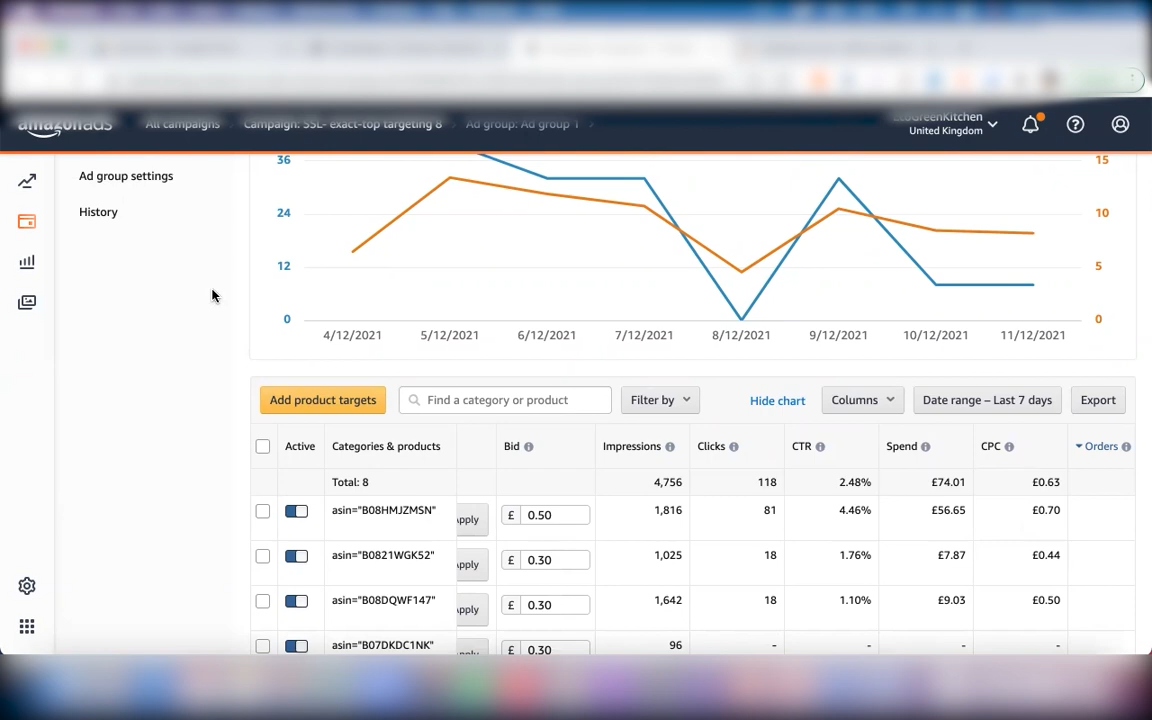 amazonads All campaigns Campaign: SSL- exact-top targeting 8 Ad group: Ad group 1 EcoGreenKitchen
United Kingdom
Ad group settings
History
36 15
24 10
12 5
0 0
4/12/2021 5/12/2021 6/12/2021 7/12/2021 8/12/2021 9/12/2021 10/12/2021 11/12/2021
Add product targets Find a category or product Filter by Hide chart Columns Date range – Last 7 days Export
Active Categories & products Bid Impressions Clicks CTR Spend CPC Orders
Total: 8 4,756 118 2.48% £74.01 £0.63
asin="B08HMJZMSN" pply £ 0.50 1,816 81 4.46% £56.65 £0.70
asin="B0821WGK52" pply £ 0.30 1,025 18 1.76% £7.87 £0.44
asin="B08DQWF147" pply £ 0.30 1,642 18 1.10% £9.03 £0.50
asin="B07DKDC1NK" pply £ 0.30 96 - - - -